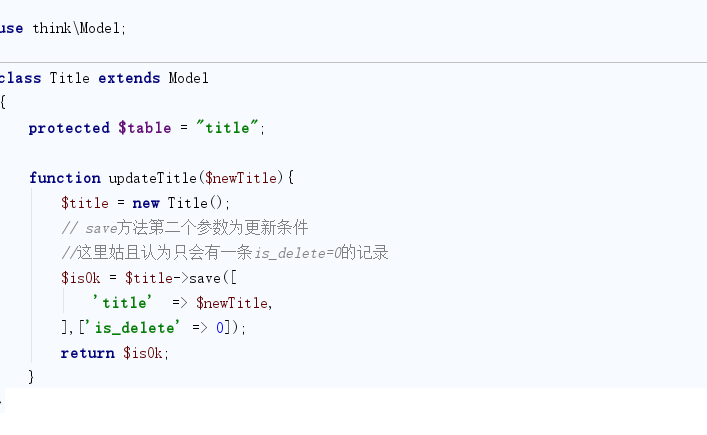 use think\Model;
class Title extends Model
{
protected $table = "title";
function updateTitle($newTitle){
$title = new Title();
// save方法第二个参数为更新条件
//这里姑且认为只会有一条is_delete=0的记录
$isOk = $title->save([
'title' => $newTitle,
],['is_delete' => 0]);
return $isOk;
}